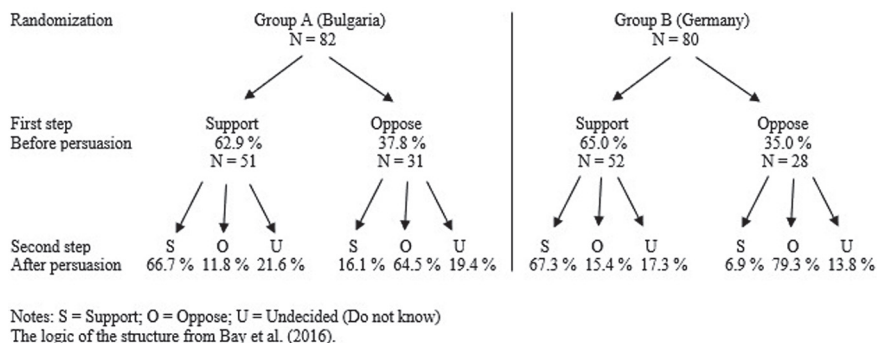 Randomization Group A (Bulgaria) Group B (Germany)
N = 82 N = 80
First step Support Oppose Support Oppose
Before persuasion 62.9 % 37.8 % 65.0 % 35.0 %
N = 51 N = 31 N = 52 N = 28
Second step S O U S O U S O U S O U
After persuasion 66.7 % 11.8 % 21.6 % 16.1 % 64.5 % 19.4 % 67.3 % 15.4 % 17.3 % 6.9 % 79.3 % 13.8 %
Notes: S = Support; O = Oppose; U = Undecided (Do not know)
The logic of the structure from Bay et al. (2016).